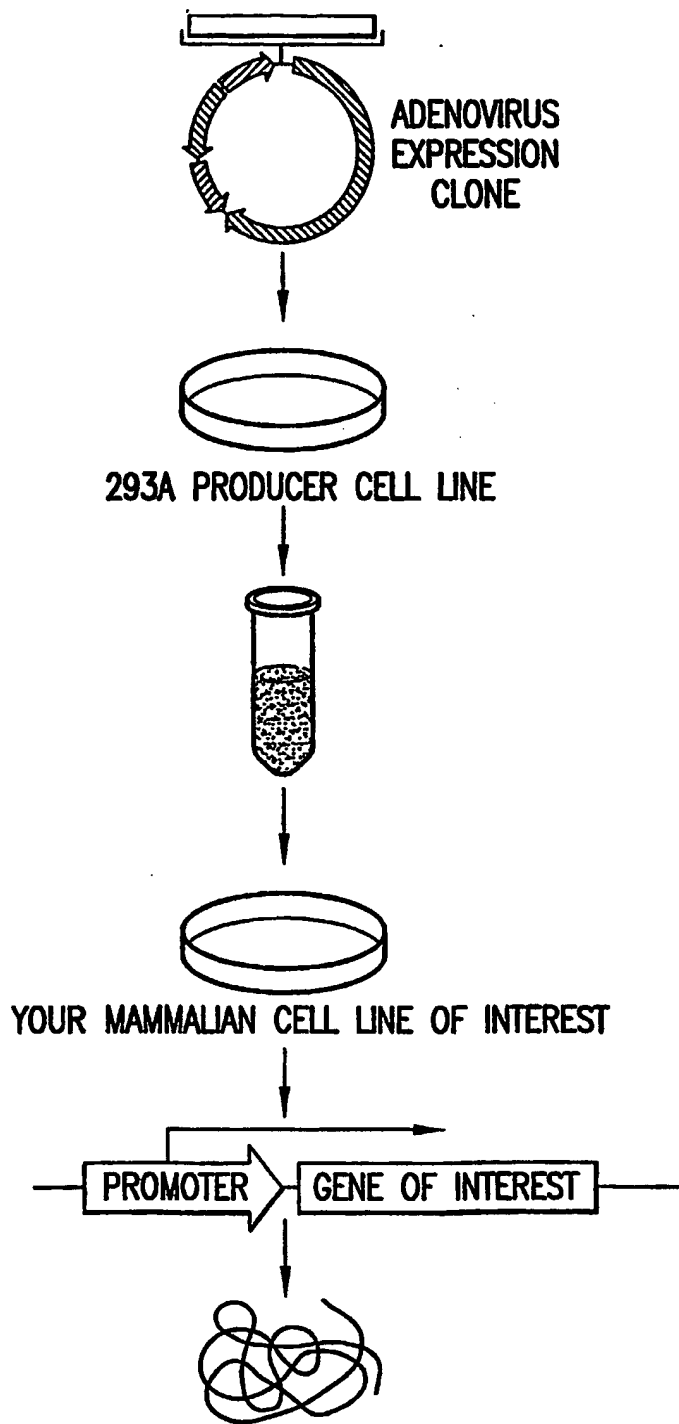 ADENOVIRUS
EXPRESSION
CLONE
293A PRODUCER CELL LINE
YOUR MAMMALIAN CELL LINE OF INTEREST
PROMOTER GENE OF INTEREST